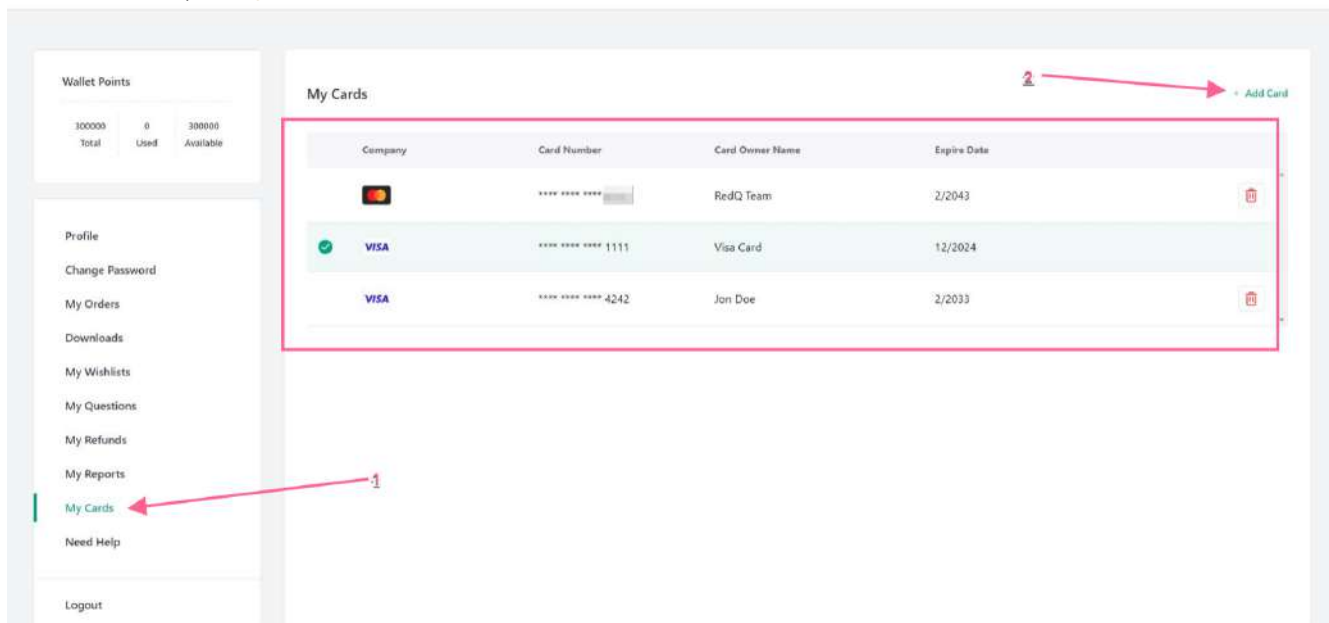 Wallet Points
300000 0 300000
Total Used Available
Profile
Change Password
My Orders
Downloads
My Wishlists
My Questions
My Refunds
My Reports
My Cards
Need Help
Logout
1
My Cards
2
+ Add Card
Company Card Number Card Owner Name Expire Date
**** **** **** RedQ Team 2/2043
VISA **** **** **** 1111 Visa Card 12/2024
VISA **** **** **** 4242 Jon Doe 2/2033